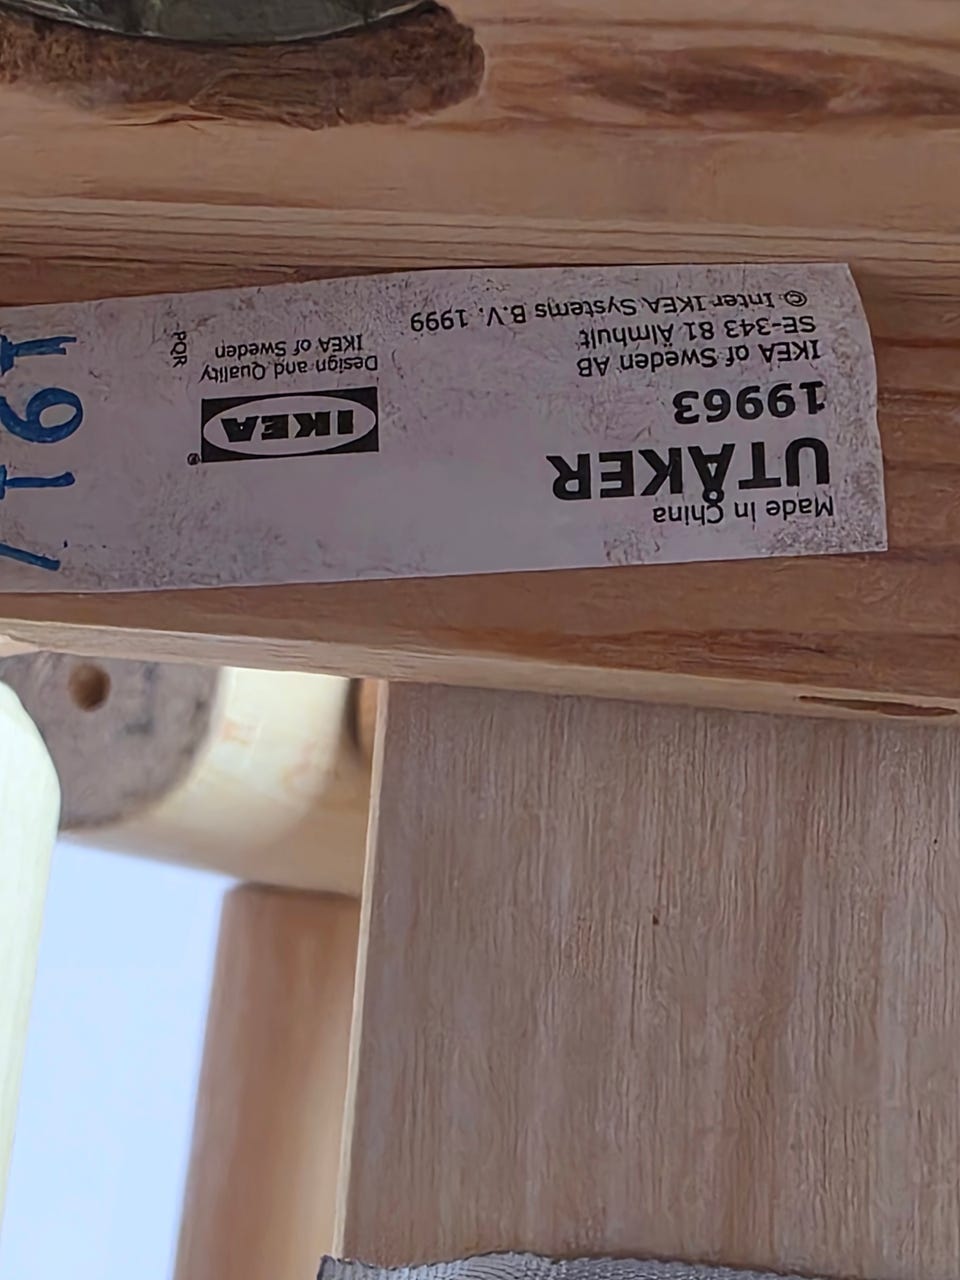 Made in China
UTÅKER
19963
IKEA of Sweden AB
SE-343 81 Älmhult
© Inter IKEA Systems B.V. 1999
IKEA®
Design and Quality
IKEA of Sweden
PQR